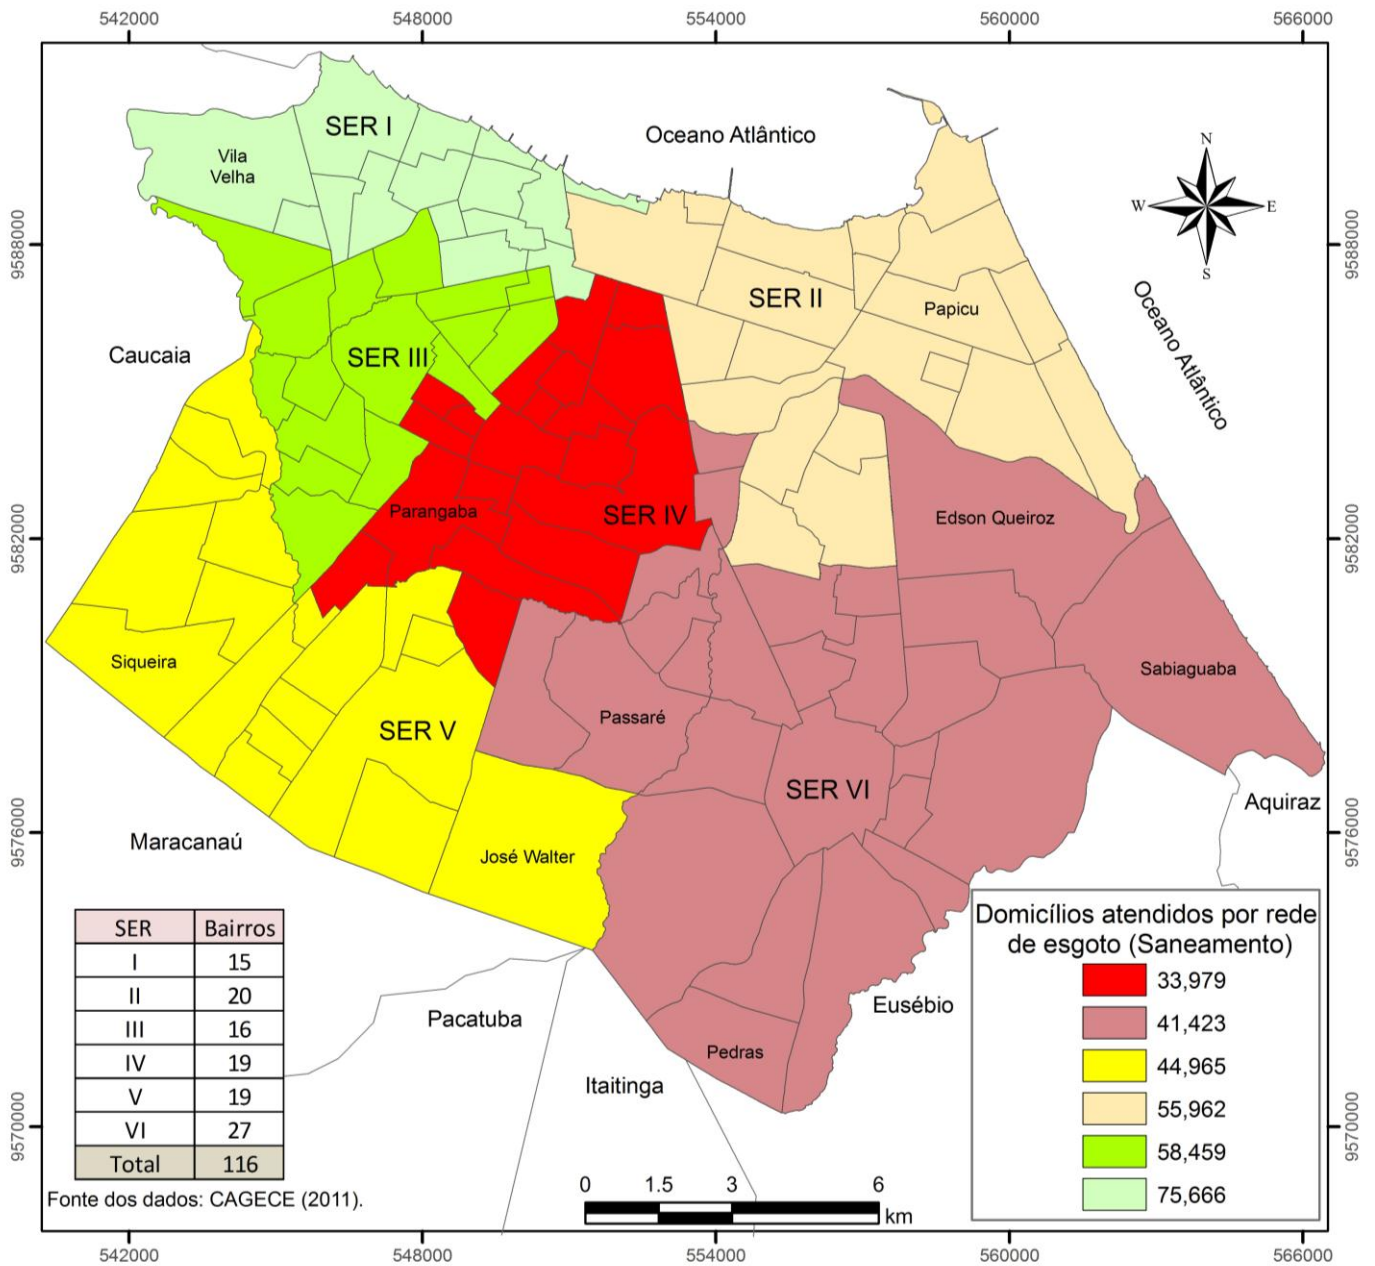 542000 548000 554000 560000 566000
SER I
Oceano Atlântico
Vila
Velha
N
W E
S
9588000 9588000
SER II
Papicu
Oceano Atlântico
Caucaia
SER III
Parangaba
SER IV
Edson Queiroz
9582000 9582000
Siqueira
Sabiaguaba
Passaré
SER V
SER VI
Aquiraz
9576000 9576000
Maracanaú
José Walter
SER Bairros
I 15
II 20
III 16
IV 19
V 19
VI 27
Total 116
Fonte dos dados: CAGECE (2011).
Domicílios atendidos por rede
de esgoto (Saneamento)
33,979
41,423
44,965
55,962
58,459
75,666
Eusébio
Pacatuba
Pedras
Itaitinga
9570000 9570000
0 1.5 3 6
km
542000 548000 554000 560000 566000